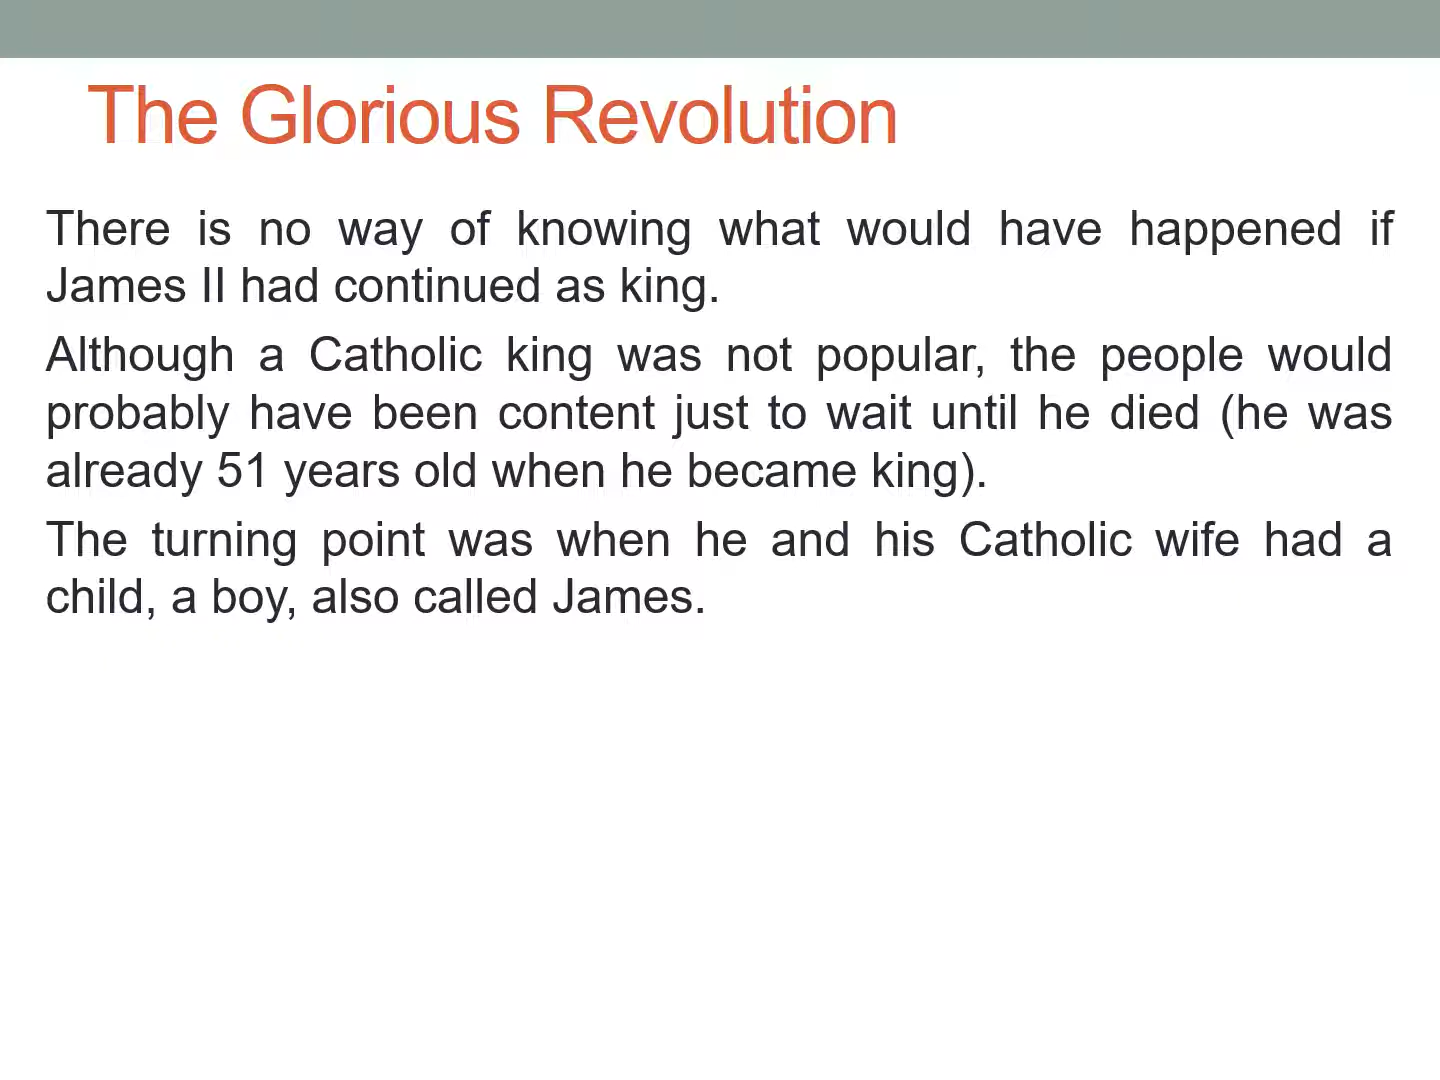 The Glorious Revolution
There is no way of knowing what would have happened if
James II had continued as king.
Although a Catholic king was not popular, the people would
probably have been content just to wait until he died (he was
already 51 years old when he became king).
The turning point was when he and his Catholic wife had a
child, a boy, also called James.